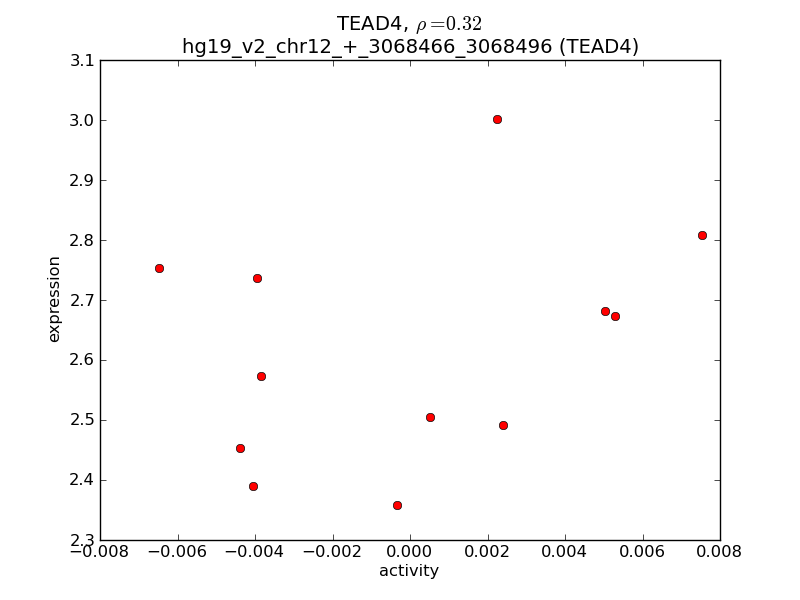 TEAD4, ρ=0.32
hg19_v2_chr12_+_3068466_3068496 (TEAD4)
3.1
3.0
2.9
2.8
2.7
2.6
2.5
2.4
2.3
expression
−0.008 −0.006 −0.004 −0.002 0.000 0.002 0.004 0.006 0.008
activity